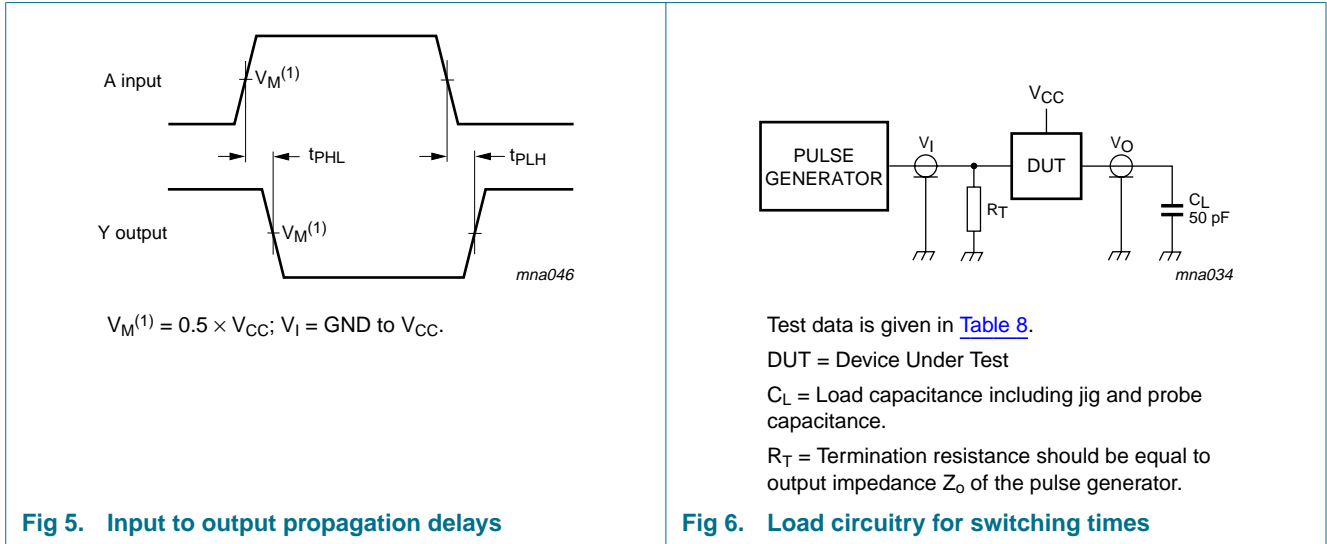 A input
V_M^(1)
t_PHL
t_PLH
Y output
V_M^(1)
mna046
V_M^(1) = 0.5 × V_CC; V_I = GND to V_CC.
Fig 5. Input to output propagation delays
V_CC
PULSE
GENERATOR
V_I
DUT
V_O
R_T
C_L
50 pF
mna034
Test data is given in Table 8.
DUT = Device Under Test
C_L = Load capacitance including jig and probe
capacitance.
R_T = Termination resistance should be equal to
output impedance Z_o of the pulse generator.
Fig 6. Load circuitry for switching times